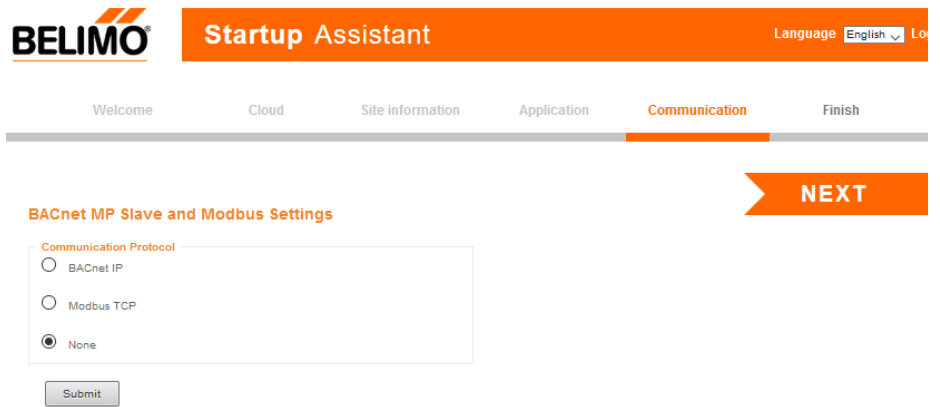 BELIMO®
Startup Assistant
Language English
Welcome Cloud Site information Application Communication Finish
NEXT
BACnet MP Slave and Modbus Settings
Communication Protocol
BACnet IP
Modbus TCP
None
Submit